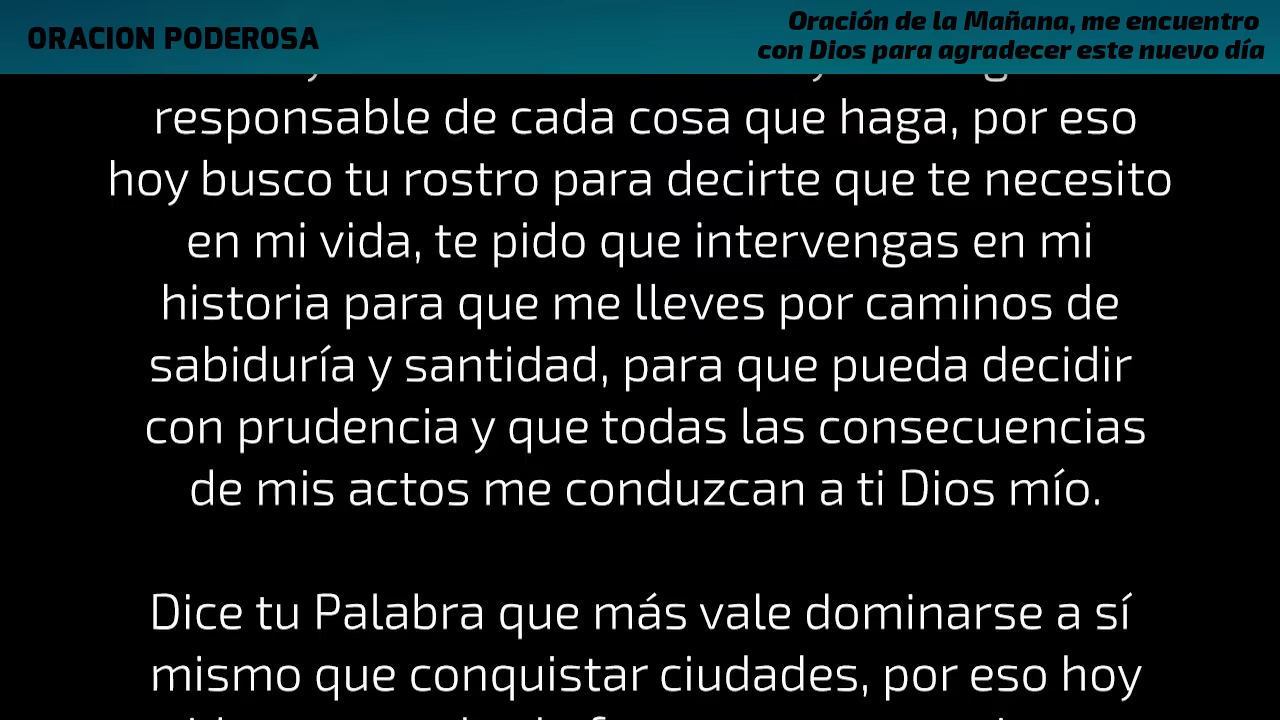 ORACION PODEROSA
Oración de la Mañana, me encuentro
con Dios para agradecer este nuevo día
responsable de cada cosa que haga, por eso
hoy busco tu rostro para decirte que te necesito
en mi vida, te pido que intervengas en mi
historia para que me lleves por caminos de
sabiduría y santidad, para que pueda decidir
con prudencia y que todas las consecuencias
de mis actos me conduzcan a ti Dios mío.
Dice tu Palabra que más vale dominarse a sí
mismo que conquistar ciudades, por eso hoy